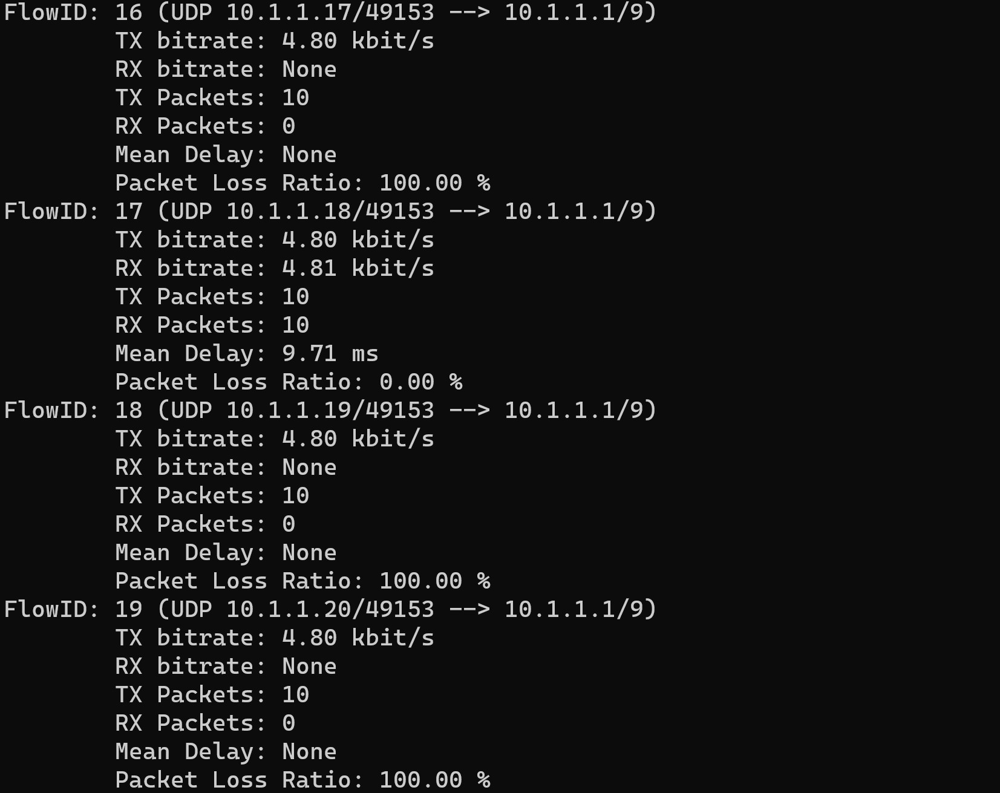 FlowID: 16 (UDP 10.1.1.17/49153 --> 10.1.1.1/9)
TX bitrate: 4.80 kbit/s
RX bitrate: None
TX Packets: 10
RX Packets: 0
Mean Delay: None
Packet Loss Ratio: 100.00 %
FlowID: 17 (UDP 10.1.1.18/49153 --> 10.1.1.1/9)
TX bitrate: 4.80 kbit/s
RX bitrate: 4.81 kbit/s
TX Packets: 10
RX Packets: 10
Mean Delay: 9.71 ms
Packet Loss Ratio: 0.00 %
FlowID: 18 (UDP 10.1.1.19/49153 --> 10.1.1.1/9)
TX bitrate: 4.80 kbit/s
RX bitrate: None
TX Packets: 10
RX Packets: 0
Mean Delay: None
Packet Loss Ratio: 100.00 %
FlowID: 19 (UDP 10.1.1.20/49153 --> 10.1.1.1/9)
TX bitrate: 4.80 kbit/s
RX bitrate: None
TX Packets: 10
RX Packets: 0
Mean Delay: None
Packet Loss Ratio: 100.00 %